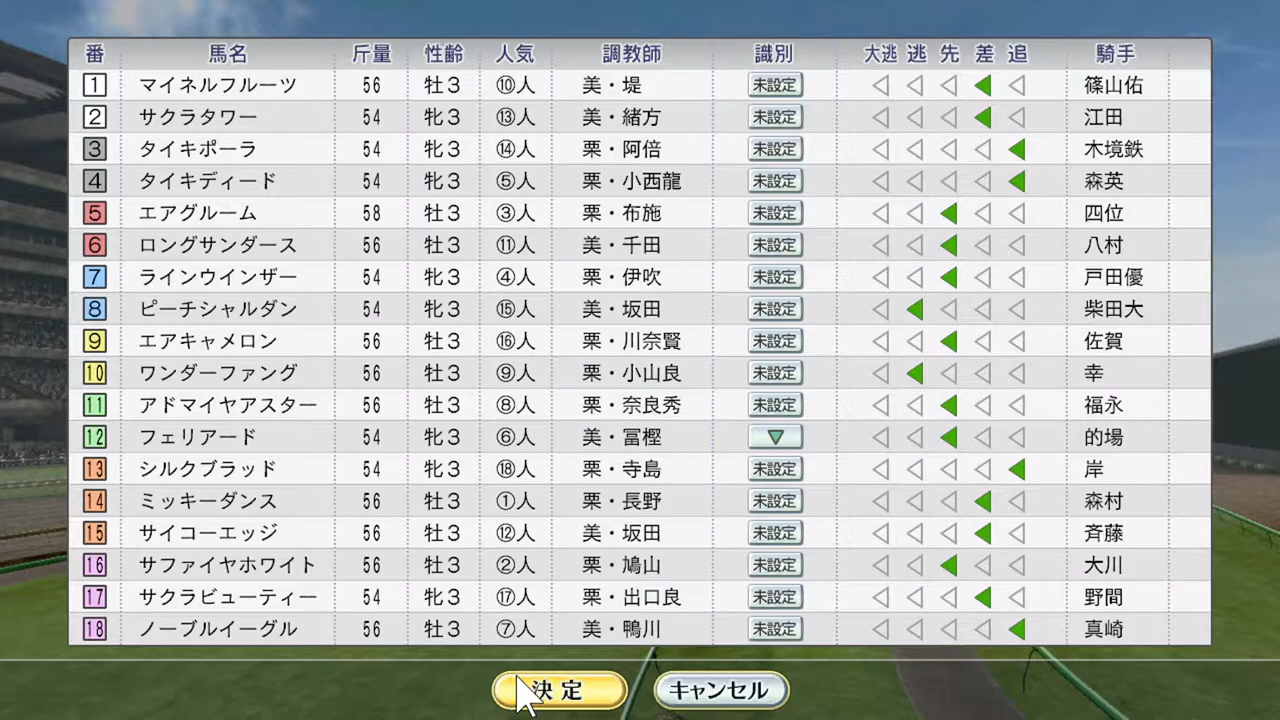 番 馬名 斤量 性齢 人気 調教師 識別 大逃 逃 先 差 追 騎手
1 マイネルフルーツ 56 牡3 ⑩人 美・堤 未設定 篠山佑
2 サクラタワー 54 牝3 ⑬人 美・緒方 未設定 江田
3 タイキポーラ 54 牝3 ⑭人 栗・阿倍 未設定 木境鉄
4 タイキディード 54 牝3 ⑤人 栗・小西龍 未設定 森英
5 エアグルーム 58 牡3 ③人 栗・布施 未設定 四位
6 ロングサンダース 56 牡3 ⑪人 美・千田 未設定 八村
7 ラインウインザー 54 牝3 ④人 栗・伊吹 未設定 戸田優
8 ピーチシャルダン 54 牝3 ⑮人 美・坂田 未設定 柴田大
9 エアキャメロン 56 牡3 ⑯人 栗・川奈賢 未設定 佐賀
10 ワンダーファング 56 牡3 ⑨人 栗・小山良 未設定 幸
11 アドマイヤアスター 56 牡3 ⑧人 栗・奈良秀 未設定 福永
12 フェリアード 54 牝3 ⑥人 美・冨樫 ▼ 的場
13 シルクブラッド 54 牝3 ⑱人 栗・寺島 未設定 岸
14 ミッキーダンス 56 牡3 ①人 栗・長野 未設定 森村
15 サイコーエッジ 56 牡3 ⑫人 美・坂田 未設定 斉藤
16 サファイヤホワイト 56 牡3 ②人 栗・鳩山 未設定 大川
17 サクラビューティー 54 牝3 ⑰人 栗・出口良 未設定 野間
18 ノーブルイーグル 56 牡3 ⑦人 美・鴨川 未設定 真崎
決定 キャンセル